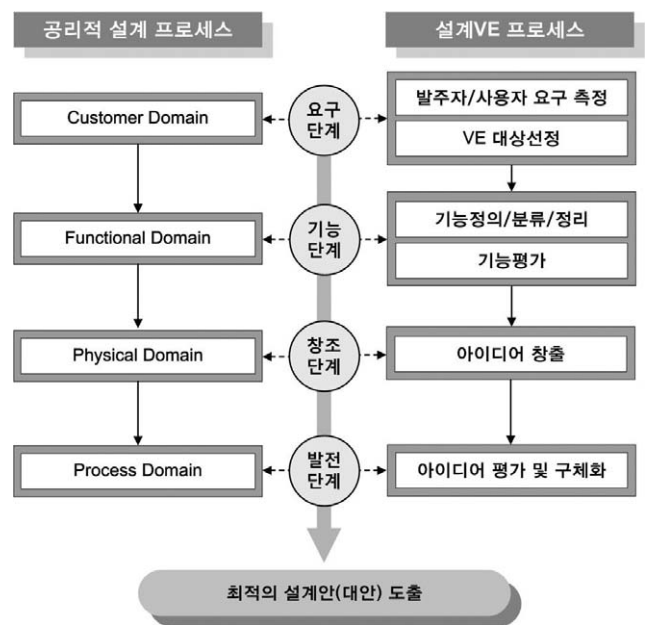 공리적 설계 프로세스
설계VE 프로세스
Customer Domain
요구
단계
발주자/사용자 요구 측정
VE 대상선정
Functional Domain
기능
단계
기능정의/분류/정리
기능평가
Physical Domain
창조
단계
아이디어 창출
Process Domain
발전
단계
아이디어 평가 및 구체화
최적의 설계안(대안) 도출